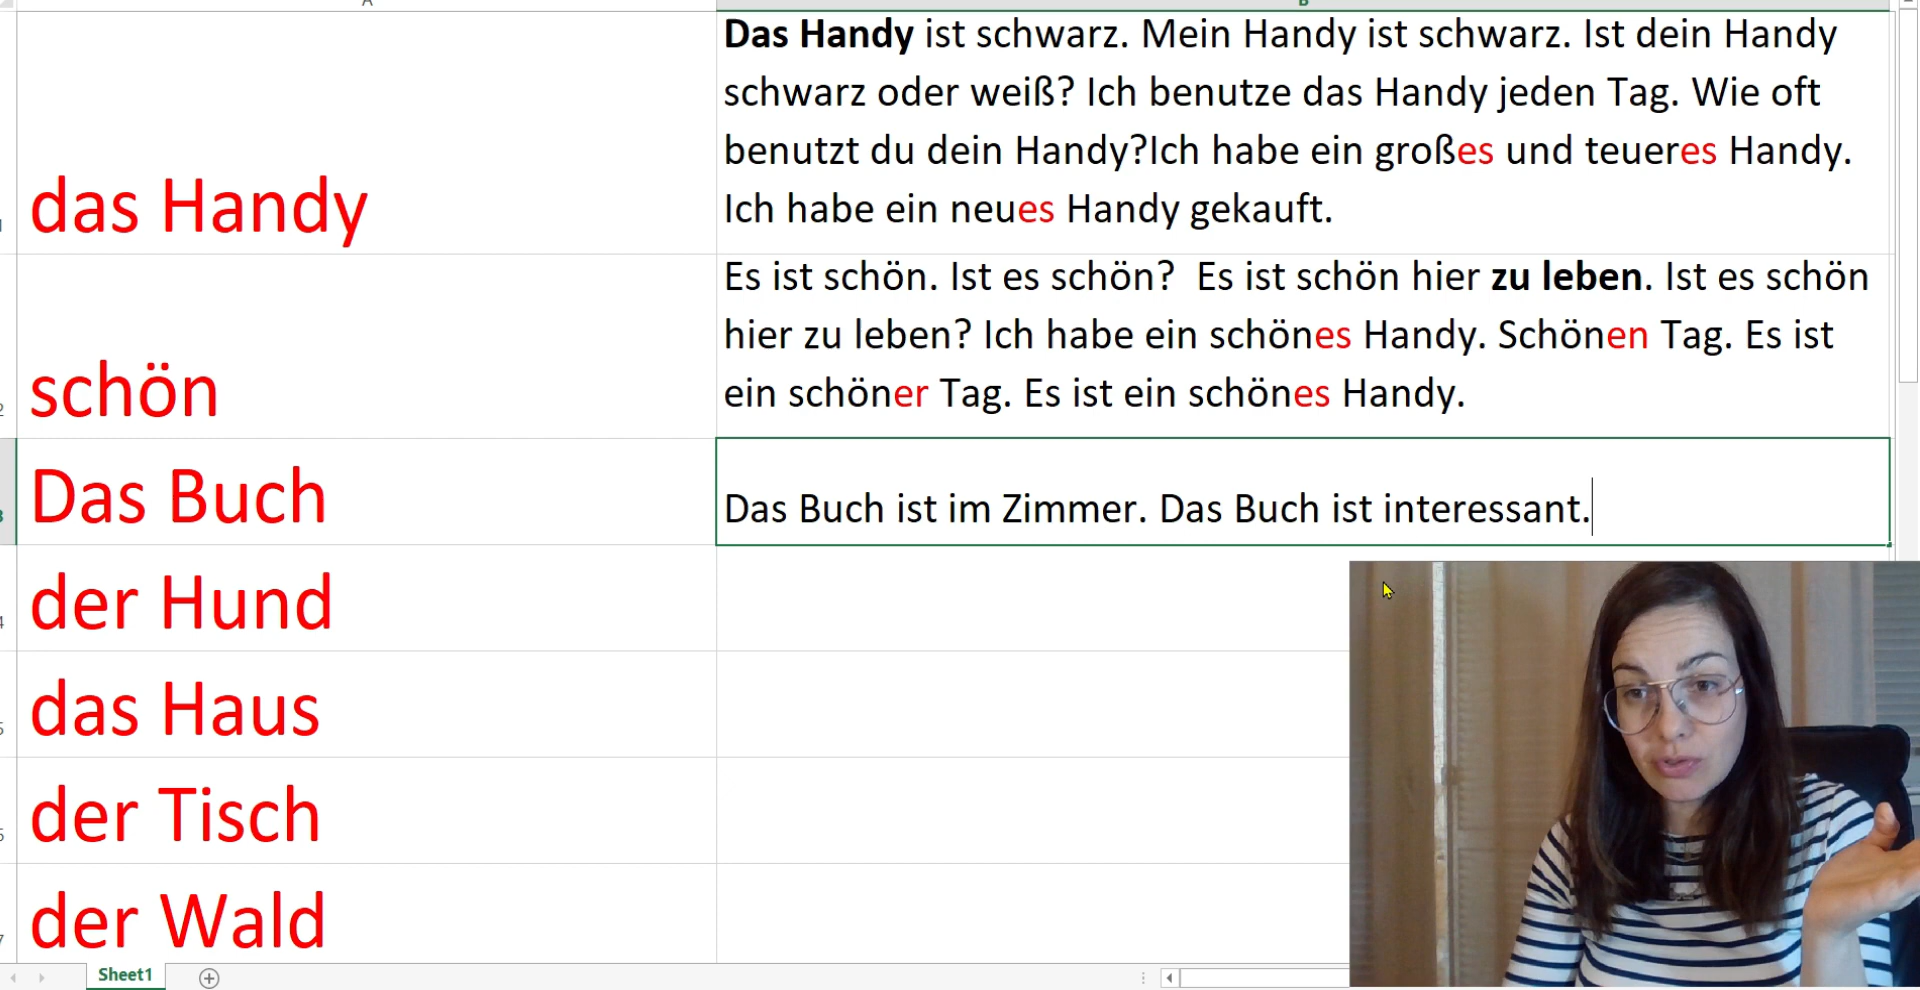 A
B
das Handy
Das Handy ist schwarz. Mein Handy ist schwarz. Ist dein Handy
schwarz oder weiß? Ich benutze das Handy jeden Tag. Wie oft
benutzt du dein Handy?Ich habe ein großes und teueres Handy.
Ich habe ein neues Handy gekauft.
schön
Es ist schön. Ist es schön?  Es ist schön hier zu leben. Ist es schön
hier zu leben? Ich habe ein schönes Handy. Schönen Tag. Es ist
ein schöner Tag. Es ist ein schönes Handy.
Das Buch
Das Buch ist im Zimmer. Das Buch ist interessant.
der Hund
das Haus
der Tisch
der Wald
Sheet1